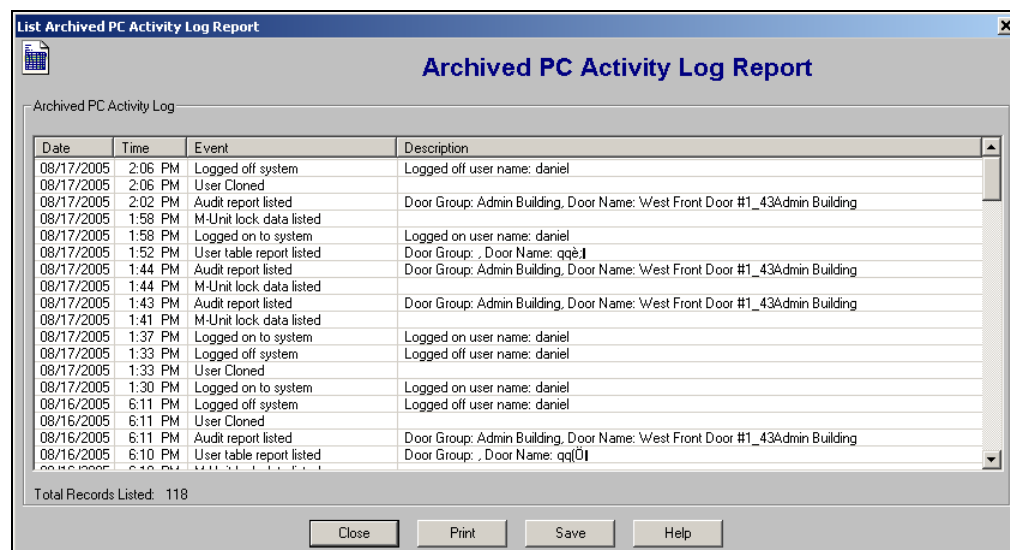 List Archived PC Activity Log Report
Archived PC Activity Log Report
Archived PC Activity Log
Date Time Event Description
08/17/2005 2:06 PM Logged off system Logged off user name: daniel
08/17/2005 2:06 PM User Cloned
08/17/2005 2:02 PM Audit report listed Door Group: Admin Building, Door Name: West Front Door #1_43Admin Building
08/17/2005 1:58 PM M-Unit lock data listed
08/17/2005 1:58 PM Logged on to system Logged on user name: daniel
08/17/2005 1:52 PM User table report listed Door Group: , Door Name:
08/17/2005 1:44 PM Audit report listed Door Group: Admin Building, Door Name: West Front Door #1_43Admin Building
08/17/2005 1:44 PM M-Unit lock data listed
08/17/2005 1:43 PM Audit report listed Door Group: Admin Building, Door Name: West Front Door #1_43Admin Building
08/17/2005 1:41 PM M-Unit lock data listed
08/17/2005 1:37 PM Logged on to system Logged on user name: daniel
08/17/2005 1:33 PM Logged off system Logged off user name: daniel
08/17/2005 1:33 PM User Cloned
08/17/2005 1:30 PM Logged on to system Logged on user name: daniel
08/16/2005 6:11 PM Logged off system Logged off user name: daniel
08/16/2005 6:11 PM User Cloned
08/16/2005 6:11 PM Audit report listed Door Group: Admin Building, Door Name: West Front Door #1_43Admin Building
08/16/2005 6:10 PM User table report listed Door Group: , Door Name:
Total Records Listed: 118
Close Print Save Help